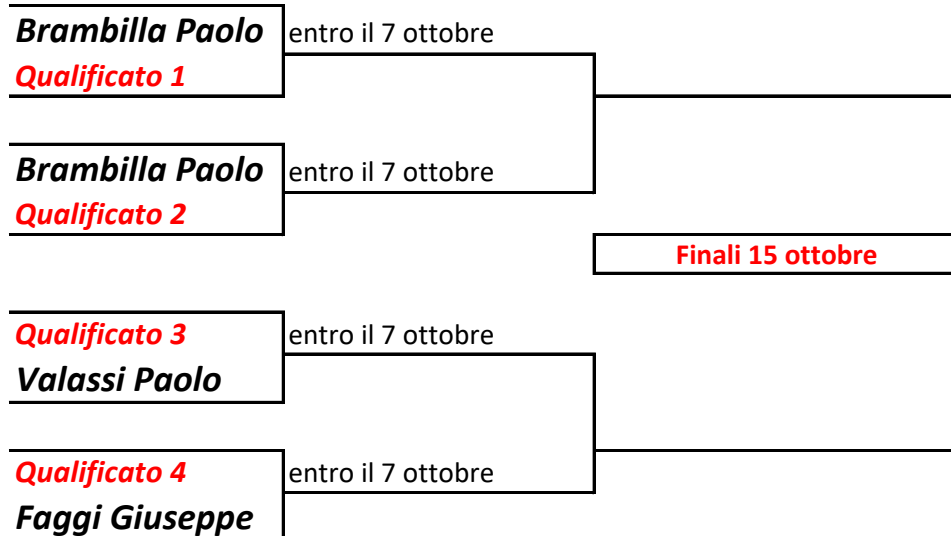 Brambilla Paolo entro il 7 ottobre
Qualificato 1
Brambilla Paolo entro il 7 ottobre
Qualificato 2
Finali 15 ottobre
Qualificato 3 entro il 7 ottobre
Valassi Paolo
Qualificato 4 entro il 7 ottobre
Faggi Giuseppe